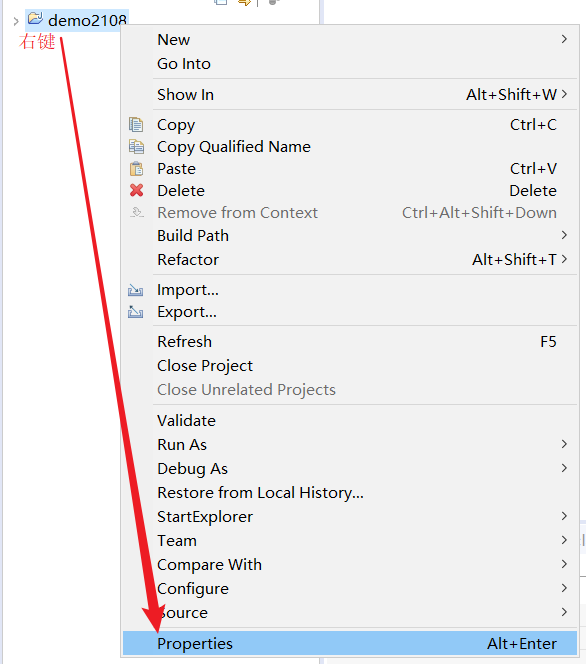 demo2108
右键
New
Go Into
Show In Alt+Shift+W
Copy Ctrl+C
Copy Qualified Name
Paste Ctrl+V
Delete Delete
Remove from Context Ctrl+Alt+Shift+Down
Build Path
Refactor Alt+Shift+T
Import...
Export...
Refresh F5
Close Project
Close Unrelated Projects
Validate
Run As
Debug As
Restore from Local History...
StartExplorer
Team
Compare With
Configure
Source
Properties Alt+Enter